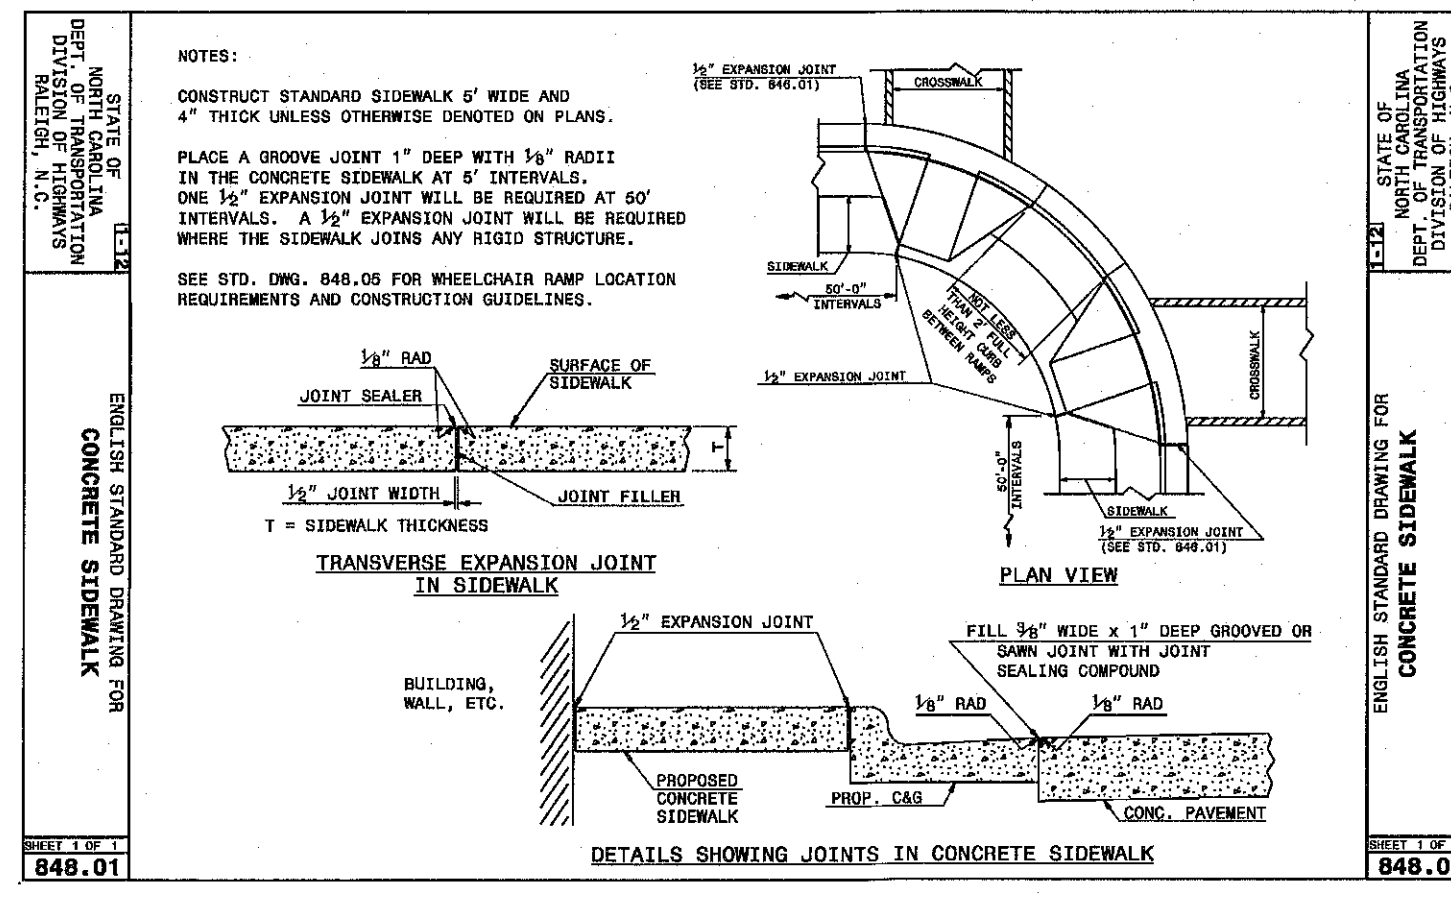 STATE OF
NORTH CAROLINA
DEPT. OF TRANSPORTATION
DIVISION OF HIGHWAYS
RALEIGH, N.C.
1-12
ENGLISH STANDARD DRAWING FOR
CONCRETE SIDEWALK
SHEET 1 OF 1
848.01
NOTES:
CONSTRUCT STANDARD SIDEWALK 5' WIDE AND
4" THICK UNLESS OTHERWISE DENOTED ON PLANS.
PLACE A GROOVE JOINT 1" DEEP WITH 1/8" RADII
IN THE CONCRETE SIDEWALK AT 5' INTERVALS.
ONE 1/2" EXPANSION JOINT WILL BE REQUIRED AT 50'
INTERVALS. A 1/2" EXPANSION JOINT WILL BE REQUIRED
WHERE THE SIDEWALK JOINS ANY RIGID STRUCTURE.
SEE STD. DWG. 848.05 FOR WHEELCHAIR RAMP LOCATION
REQUIREMENTS AND CONSTRUCTION GUIDELINES.
1/8" RAD
JOINT SEALER
SURFACE OF
SIDEWALK
T
1/2" JOINT WIDTH
JOINT FILLER
T = SIDEWALK THICKNESS
TRANSVERSE EXPANSION JOINT
IN SIDEWALK
1/2" EXPANSION JOINT
(SEE STD. 846.01)
CROSSWALK
SIDEWALK
50'-0"
INTERVALS
NOT LESS
THAN 2' FULL
HEIGHT CURB
BETWEEN RAMPS
1/2" EXPANSION JOINT
CROSSWALK
50'-0"
INTERVALS
SIDEWALK
1/2" EXPANSION JOINT
(SEE STD. 846.01)
PLAN VIEW
1/2" EXPANSION JOINT
FILL 3/8" WIDE x 1" DEEP GROOVED OR
SAWN JOINT WITH JOINT
SEALING COMPOUND
BUILDING,
WALL, ETC.
1/8" RAD
1/8" RAD
PROPOSED
CONCRETE
SIDEWALK
PROP. C&G
CONC. PAVEMENT
DETAILS SHOWING JOINTS IN CONCRETE SIDEWALK
STATE OF
NORTH CAROLINA
DEPT. OF TRANSPORTATION
DIVISION OF HIGHWAYS
1-12
ENGLISH STANDARD DRAWING FOR
CONCRETE SIDEWALK
SHEET 1 OF
848.0